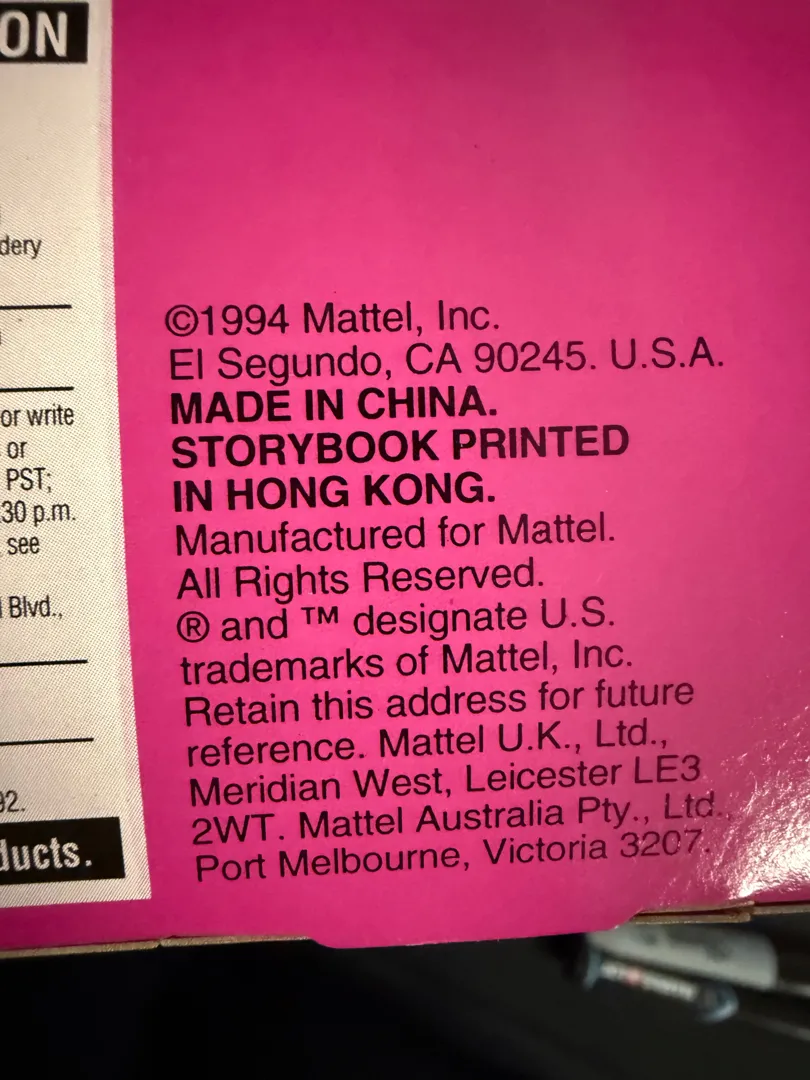 ON
dery
or write
or
PST;
30 p.m.
see
Blvd.,
92.
ducts.
©1994 Mattel, Inc.
El Segundo, CA 90245. U.S.A.
MADE IN CHINA.
STORYBOOK PRINTED
IN HONG KONG.
Manufactured for Mattel.
All Rights Reserved.
® and ™ designate U.S.
trademarks of Mattel, Inc.
Retain this address for future
reference. Mattel U.K., Ltd.,
Meridian West, Leicester LE3
2WT. Mattel Australia Pty., Ltd.,
Port Melbourne, Victoria 3207.